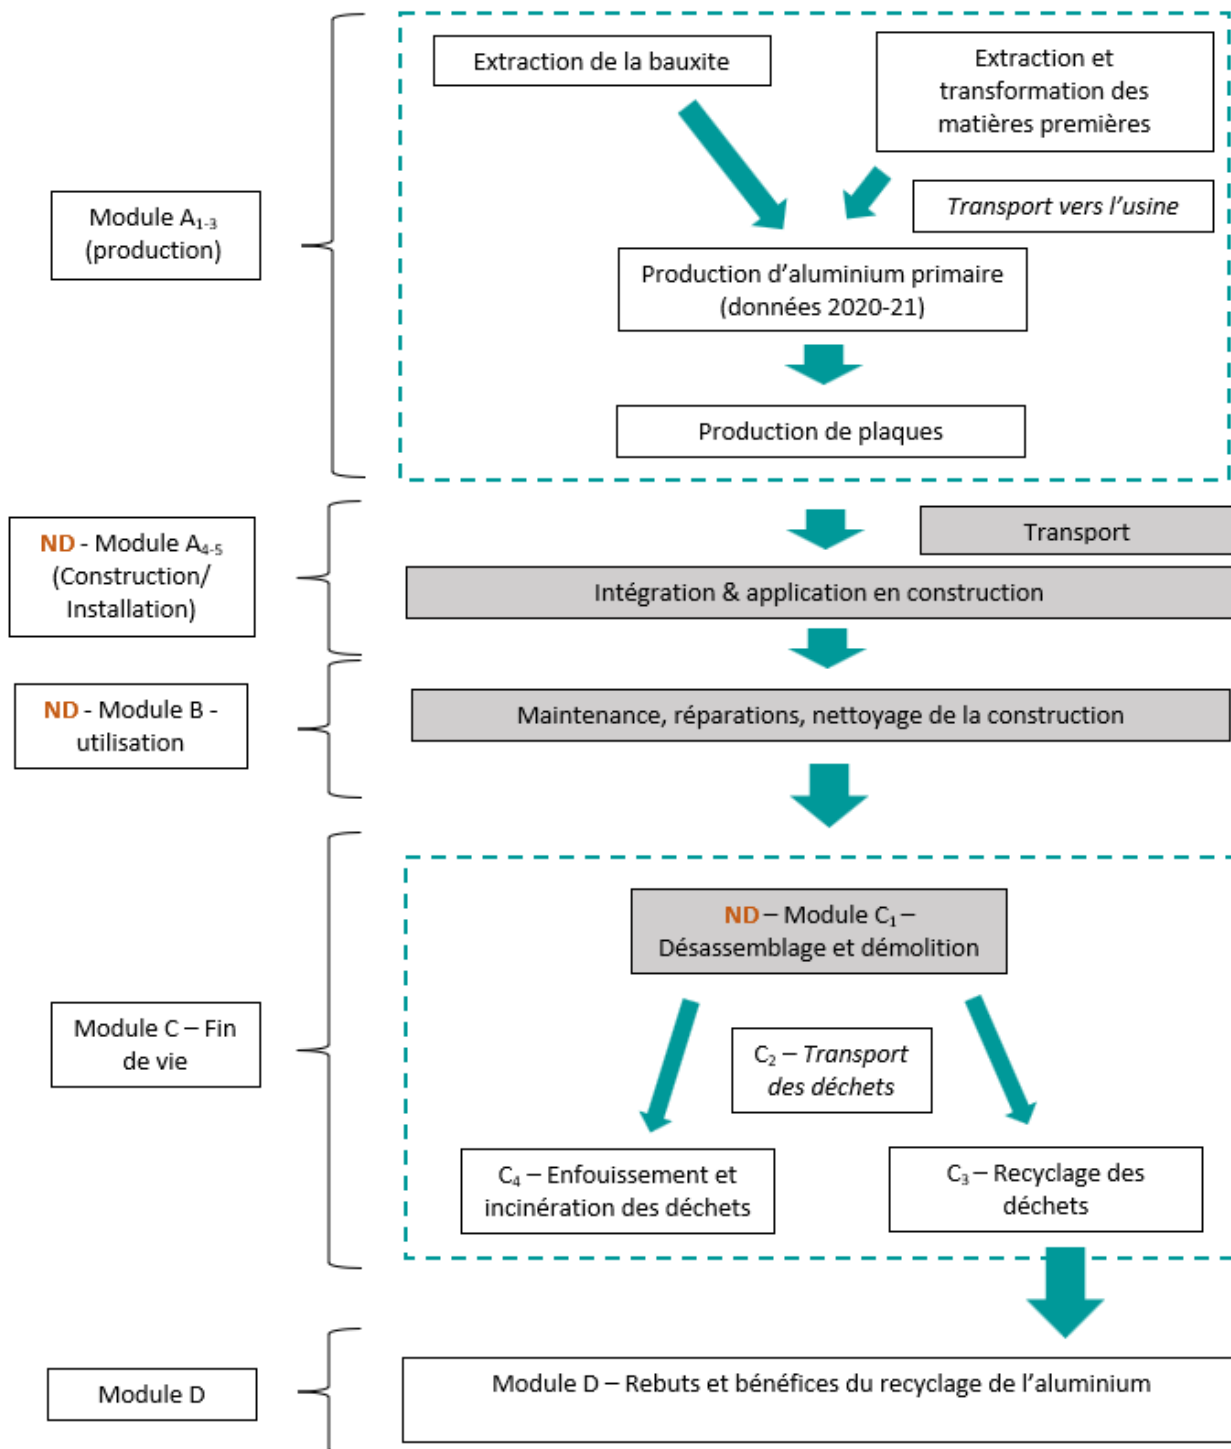 Extraction de la bauxite
Extraction et
transformation des
matières premières
Module A₁₋₃
(production)
Transport vers l’usine
Production d’aluminium primaire
(données 2020-21)
Production de plaques
ND - Module A₄₋₅
(Construction/
Installation)
Transport
Intégration & application en construction
ND - Module B -
utilisation
Maintenance, réparations, nettoyage de la construction
ND – Module C₁ –
Désassemblage et démolition
Module C – Fin
de vie
C₂ – Transport
des déchets
C₄ – Enfouissement et
incinération des déchets
C₃ – Recyclage des
déchets
Module D
Module D – Rebuts et bénéfices du recyclage de l’aluminium